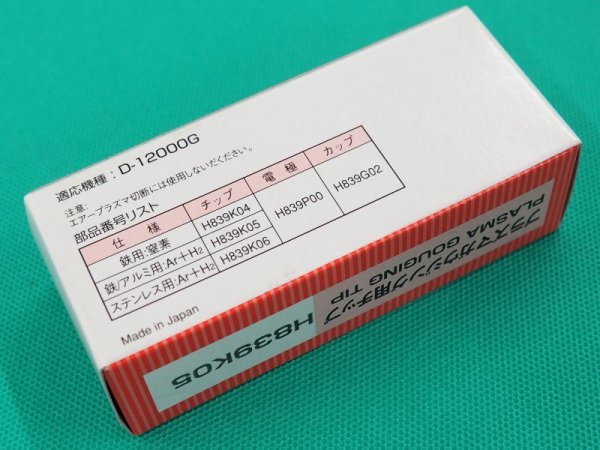 適応機種：D-12000G
注意：
エアープラズマ切断には使用しないでください。
部品番号リスト
仕様 チップ 電極 カップ
鉄用:窒素 H839K04 H839P00 H839G02
鉄/アルミ用:Ar+H2 H839K05
ステンレス用:Ar+H2 H839K06
Made in Japan
プラズマガウジング用チップ
PLASMA GOUGING TIP
H839K05